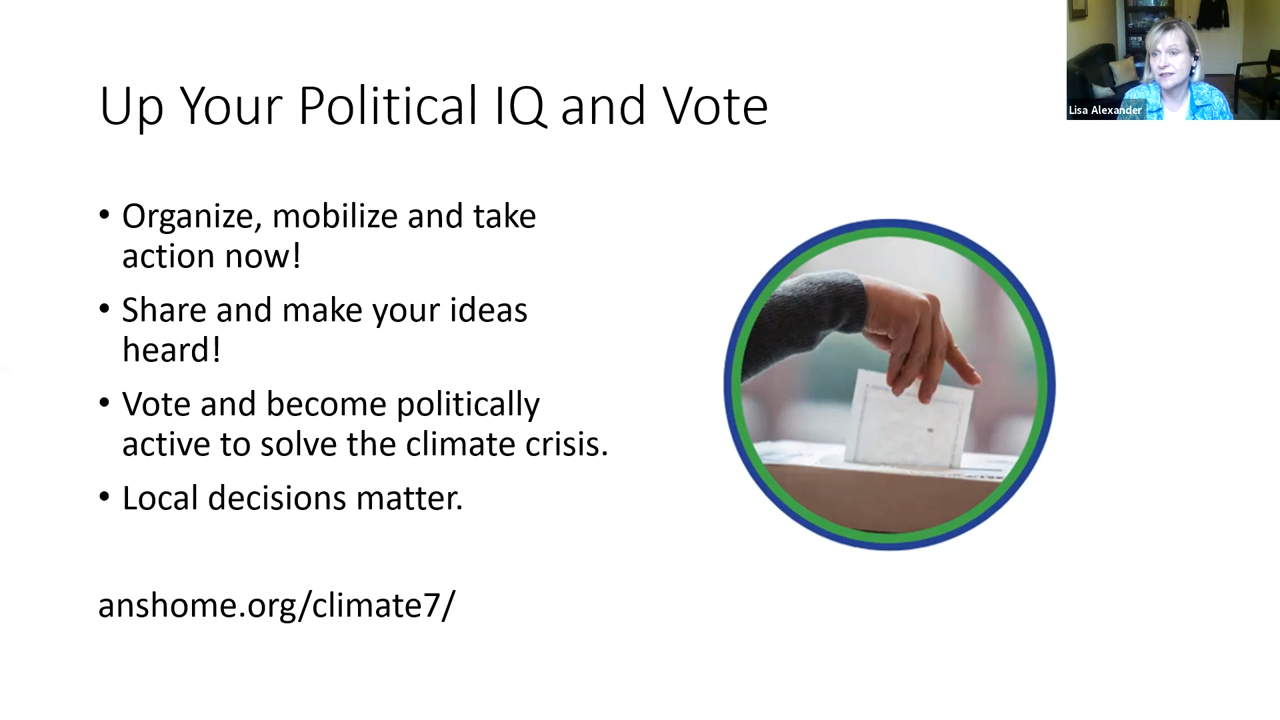 Up Your Political IQ and Vote
Lisa Alexander
• Organize, mobilize and take
action now!
• Share and make your ideas
heard!
• Vote and become politically
active to solve the climate crisis.
• Local decisions matter.
anshome.org/climate7/